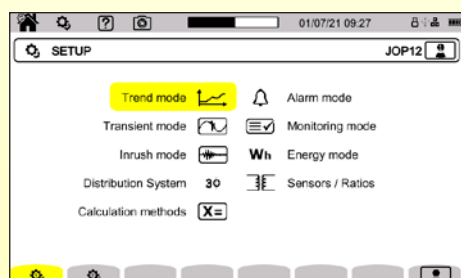 01/07/21 09:27
SETUP JOP12
Trend mode Alarm mode
Transient mode Monitoring mode
Inrush mode Wh Energy mode
Distribution System 3Φ Sensors / Ratios
Calculation methods X=